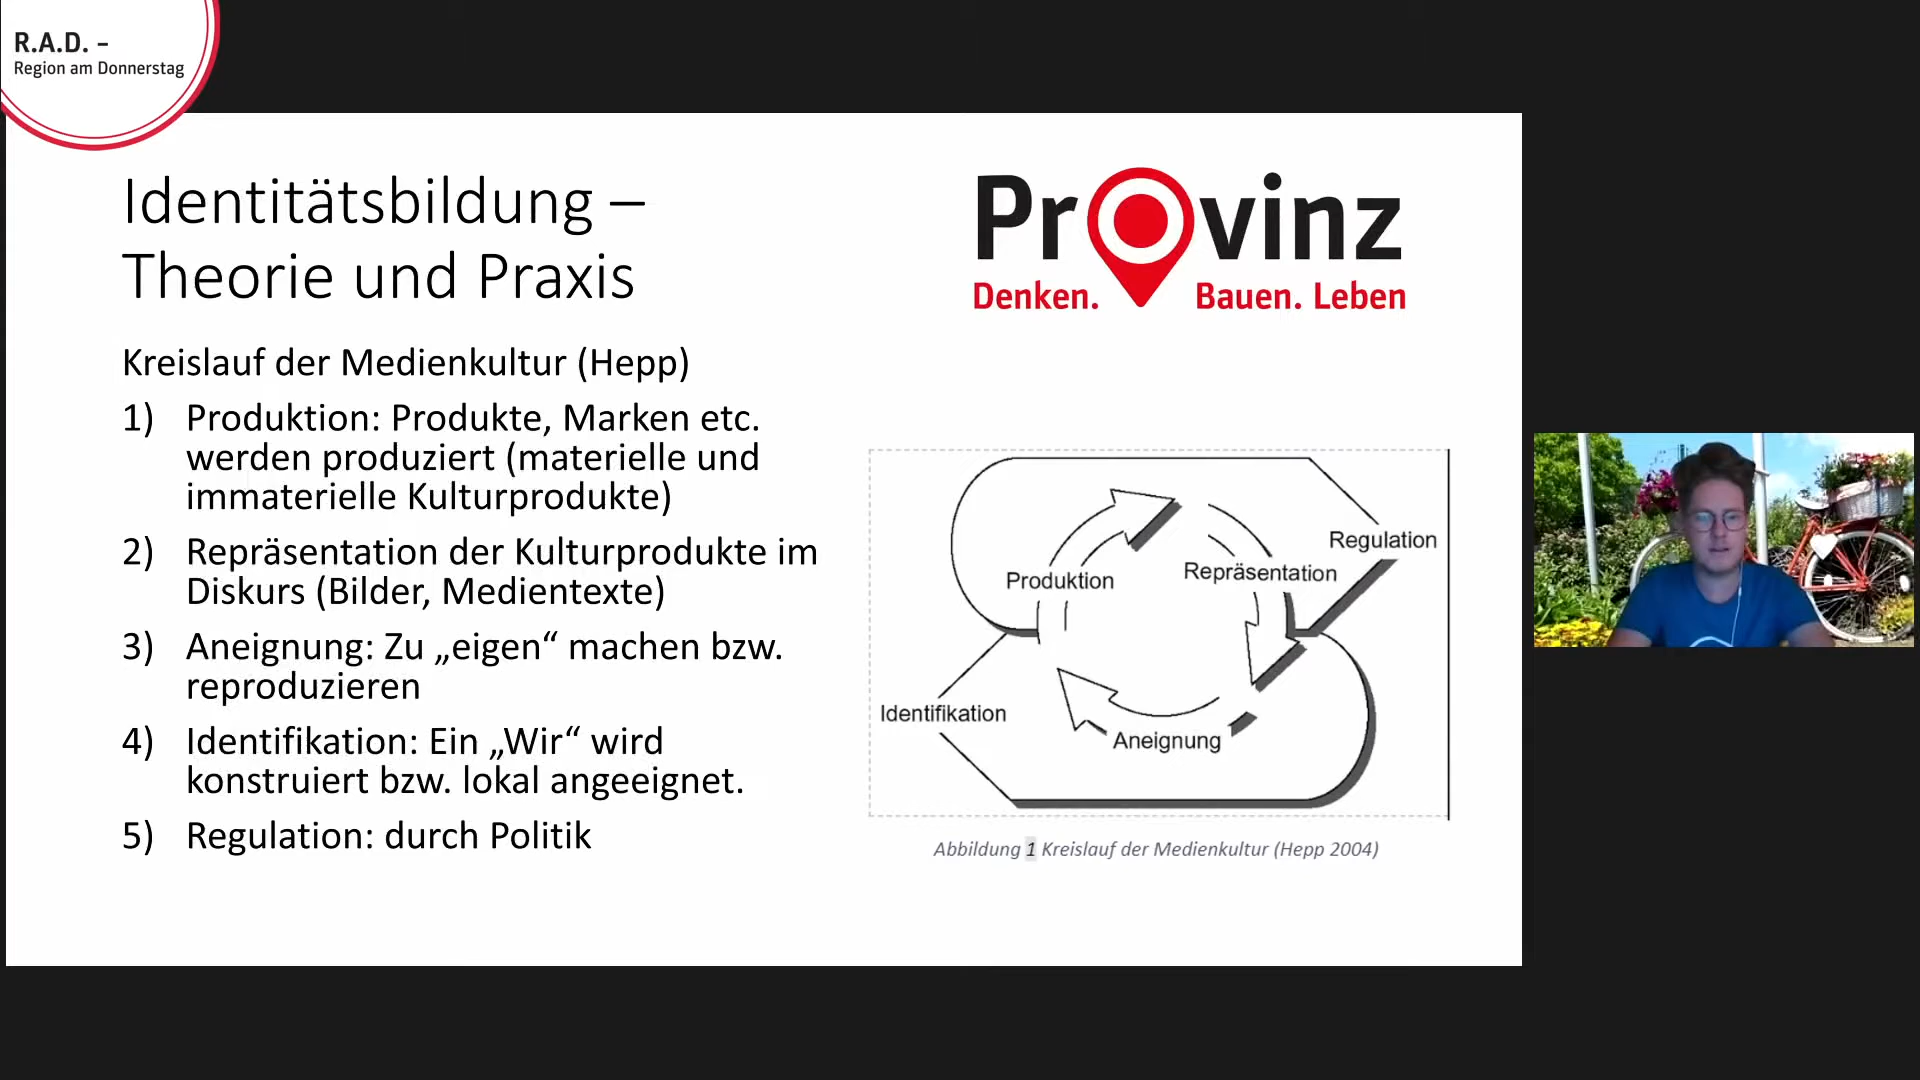 R.A.D. –
Region am Donnerstag
Identitätsbildung –
Theorie und Praxis
Provinz
Denken. Bauen. Leben
Kreislauf der Medienkultur (Hepp)
1) Produktion: Produkte, Marken etc.
werden produziert (materielle und
immaterielle Kulturprodukte)
2) Repräsentation der Kulturprodukte im
Diskurs (Bilder, Medientexte)
3) Aneignung: Zu „eigen“ machen bzw.
reproduzieren
4) Identifikation: Ein „Wir“ wird
konstruiert bzw. lokal angeeignet.
5) Regulation: durch Politik
Regulation
Produktion
Repräsentation
Identifikation
Aneignung
Abbildung 1 Kreislauf der Medienkultur (Hepp 2004)